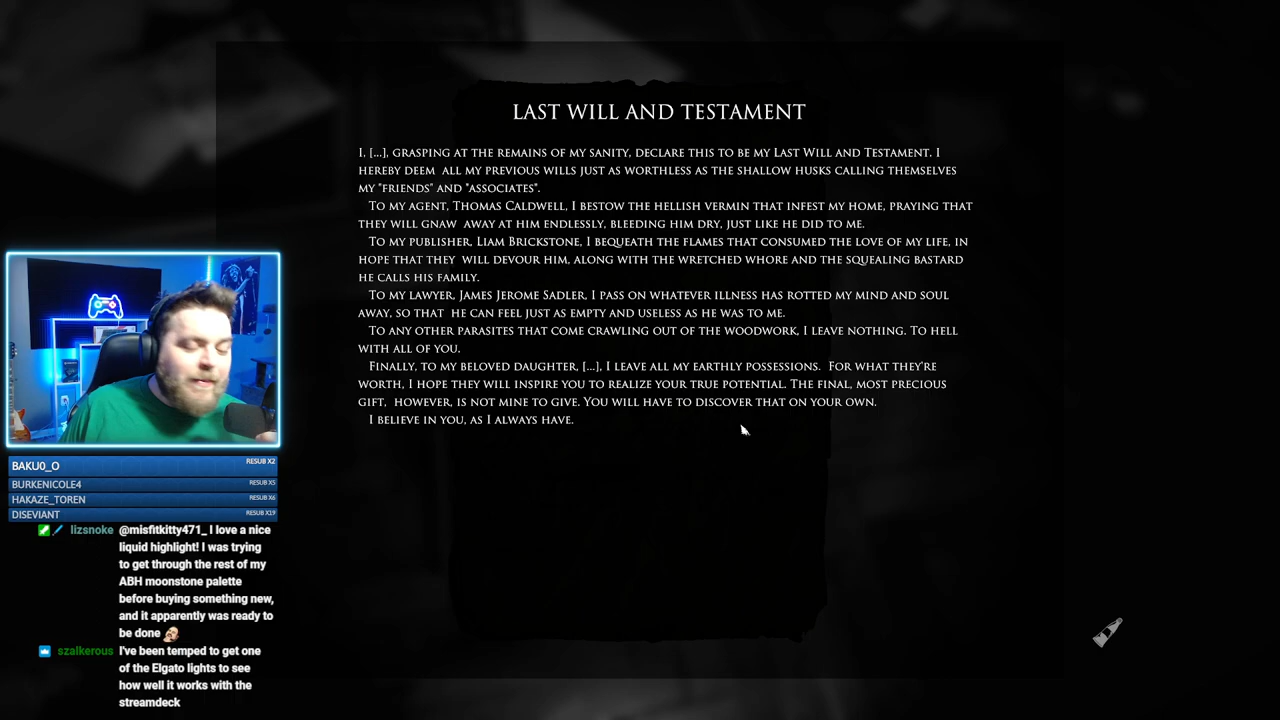 LAST WILL AND TESTAMENT
I, [...], GRASPING AT THE REMAINS OF MY SANITY, DECLARE THIS TO BE MY LAST WILL AND TESTAMENT. I
HEREBY DEEM ALL MY PREVIOUS WILLS JUST AS WORTHLESS AS THE SHALLOW HUSKS CALLING THEMSELVES
MY "FRIENDS" AND "ASSOCIATES".
TO MY AGENT, THOMAS CALDWELL, I BESTOW THE HELLISH VERMIN THAT INFEST MY HOME, PRAYING THAT
THEY WILL GNAW AWAY AT HIM ENDLESSLY, BLEEDING HIM DRY, JUST LIKE HE DID TO ME.
TO MY PUBLISHER, LIAM BRICKSTONE, I BEQUEATH THE FLAMES THAT CONSUMED THE LOVE OF MY LIFE, IN
HOPE THAT THEY WILL DEVOUR HIM, ALONG WITH THE WRETCHED WHORE AND THE SQUEALING BASTARD
HE CALLS HIS FAMILY.
TO MY LAWYER, JAMES JEROME SADLER, I PASS ON WHATEVER ILLNESS HAS ROTTED MY MIND AND SOUL
AWAY, SO THAT HE CAN FEEL JUST AS EMPTY AND USELESS AS HE WAS TO ME.
TO ANY OTHER PARASITES THAT COME CRAWLING OUT OF THE WOODWORK, I LEAVE NOTHING. TO HELL
WITH ALL OF YOU.
FINALLY, TO MY BELOVED DAUGHTER, [...], I LEAVE ALL MY EARTHLY POSSESSIONS. FOR WHAT THEY'RE
WORTH, I HOPE THEY WILL INSPIRE YOU TO REALIZE YOUR TRUE POTENTIAL. THE FINAL, MOST PRECIOUS
GIFT, HOWEVER, IS NOT MINE TO GIVE. YOU WILL HAVE TO DISCOVER THAT ON YOUR OWN.
I BELIEVE IN YOU, AS I ALWAYS HAVE.
BAKU0_O RESUB X2
BURKENICOLE4 RESUB X5
HAKAZE_TOREN RESUB X6
DISEVIANT RESUB X19
lizsnoke @misfitkitty471_ I love a nice
liquid highlight! I was trying
to get through the rest of my
ABH moonstone palette
before buying something new,
and it apparently was ready to
be done
szalkerous I've been temped to get one
of the Elgato lights to see
how well it works with the
streamdeck